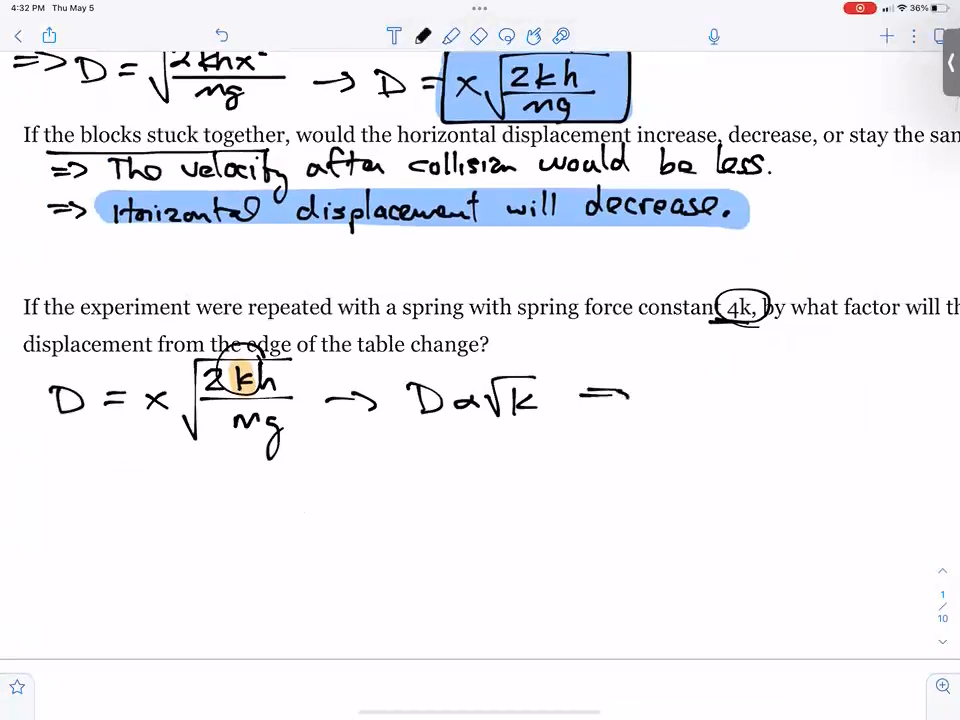 4:32 PM Thu May 5
36%
=> D = √(2khx²/mg) → D = x√(2kh/mg)
If the blocks stuck together, would the horizontal displacement increase, decrease, or stay the sam
=> The velocity after collision would be less.
=> Horizontal displacement will decrease.
If the experiment were repeated with a spring with spring force constant 4k, by what factor will th
displacement from the edge of the table change?
D = x√(2kh/mg) → D α √k =>
1
/
10